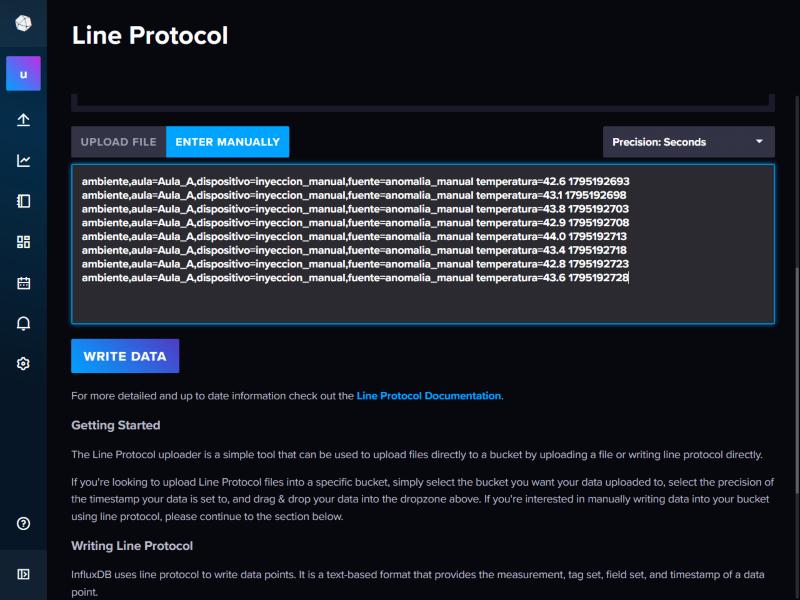 Line Protocol
u
UPLOAD FILE
ENTER MANUALLY
Precision: Seconds
ambiente,aula=Aula_A,dispositivo=inyeccion_manual,fuente=anomalia_manual temperatura=42.6 1795192693
ambiente,aula=Aula_A,dispositivo=inyeccion_manual,fuente=anomalia_manual temperatura=43.1 1795192698
ambiente,aula=Aula_A,dispositivo=inyeccion_manual,fuente=anomalia_manual temperatura=43.8 1795192703
ambiente,aula=Aula_A,dispositivo=inyeccion_manual,fuente=anomalia_manual temperatura=42.9 1795192708
ambiente,aula=Aula_A,dispositivo=inyeccion_manual,fuente=anomalia_manual temperatura=44.0 1795192713
ambiente,aula=Aula_A,dispositivo=inyeccion_manual,fuente=anomalia_manual temperatura=43.4 1795192718
ambiente,aula=Aula_A,dispositivo=inyeccion_manual,fuente=anomalia_manual temperatura=42.8 1795192723
ambiente,aula=Aula_A,dispositivo=inyeccion_manual,fuente=anomalia_manual temperatura=43.6 1795192728
WRITE DATA
For more detailed and up to date information check out the Line Protocol Documentation.
Getting Started
The Line Protocol uploader is a simple tool that can be used to upload files directly to a bucket by uploading a file or writing line protocol directly.
If you're looking to upload Line Protocol files into a specific bucket, simply select the bucket you want your data uploaded to, select the precision of
the timestamp your data is set to, and drag & drop your data into the dropzone above. If you're interested in manually writing data into your bucket
using line protocol, please continue to the section below.
Writing Line Protocol
InfluxDB uses line protocol to write data points. It is a text-based format that provides the measurement, tag set, field set, and timestamp of a data
point.